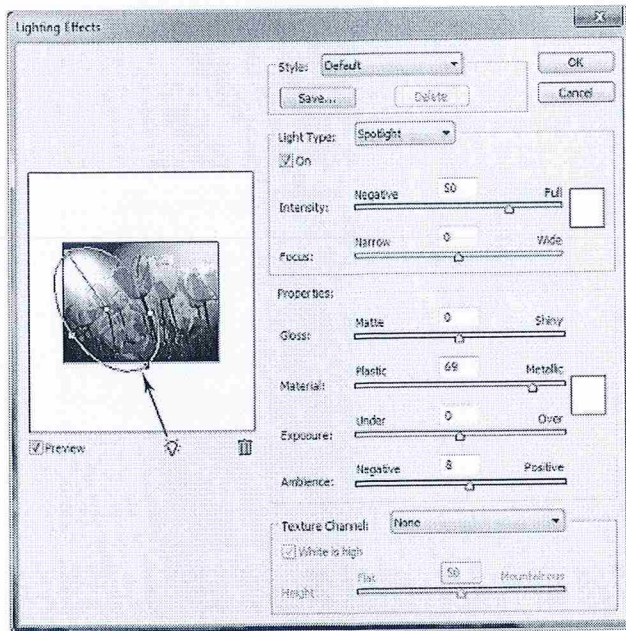 Lighting Effects
Style: Default
OK
Save...
Delete
Cancel
Light Type: Spotlight
On
Intensity: Negative 50 Full
Focus: Narrow 0 Wide
Properties:
Gloss: Matte 0 Shiny
Material: Plastic 69 Metallic
Exposure: Under 0 Over
Ambience: Negative 8 Positive
Preview
Texture Channel: None
White is high
Height Flat 50 Mountainous